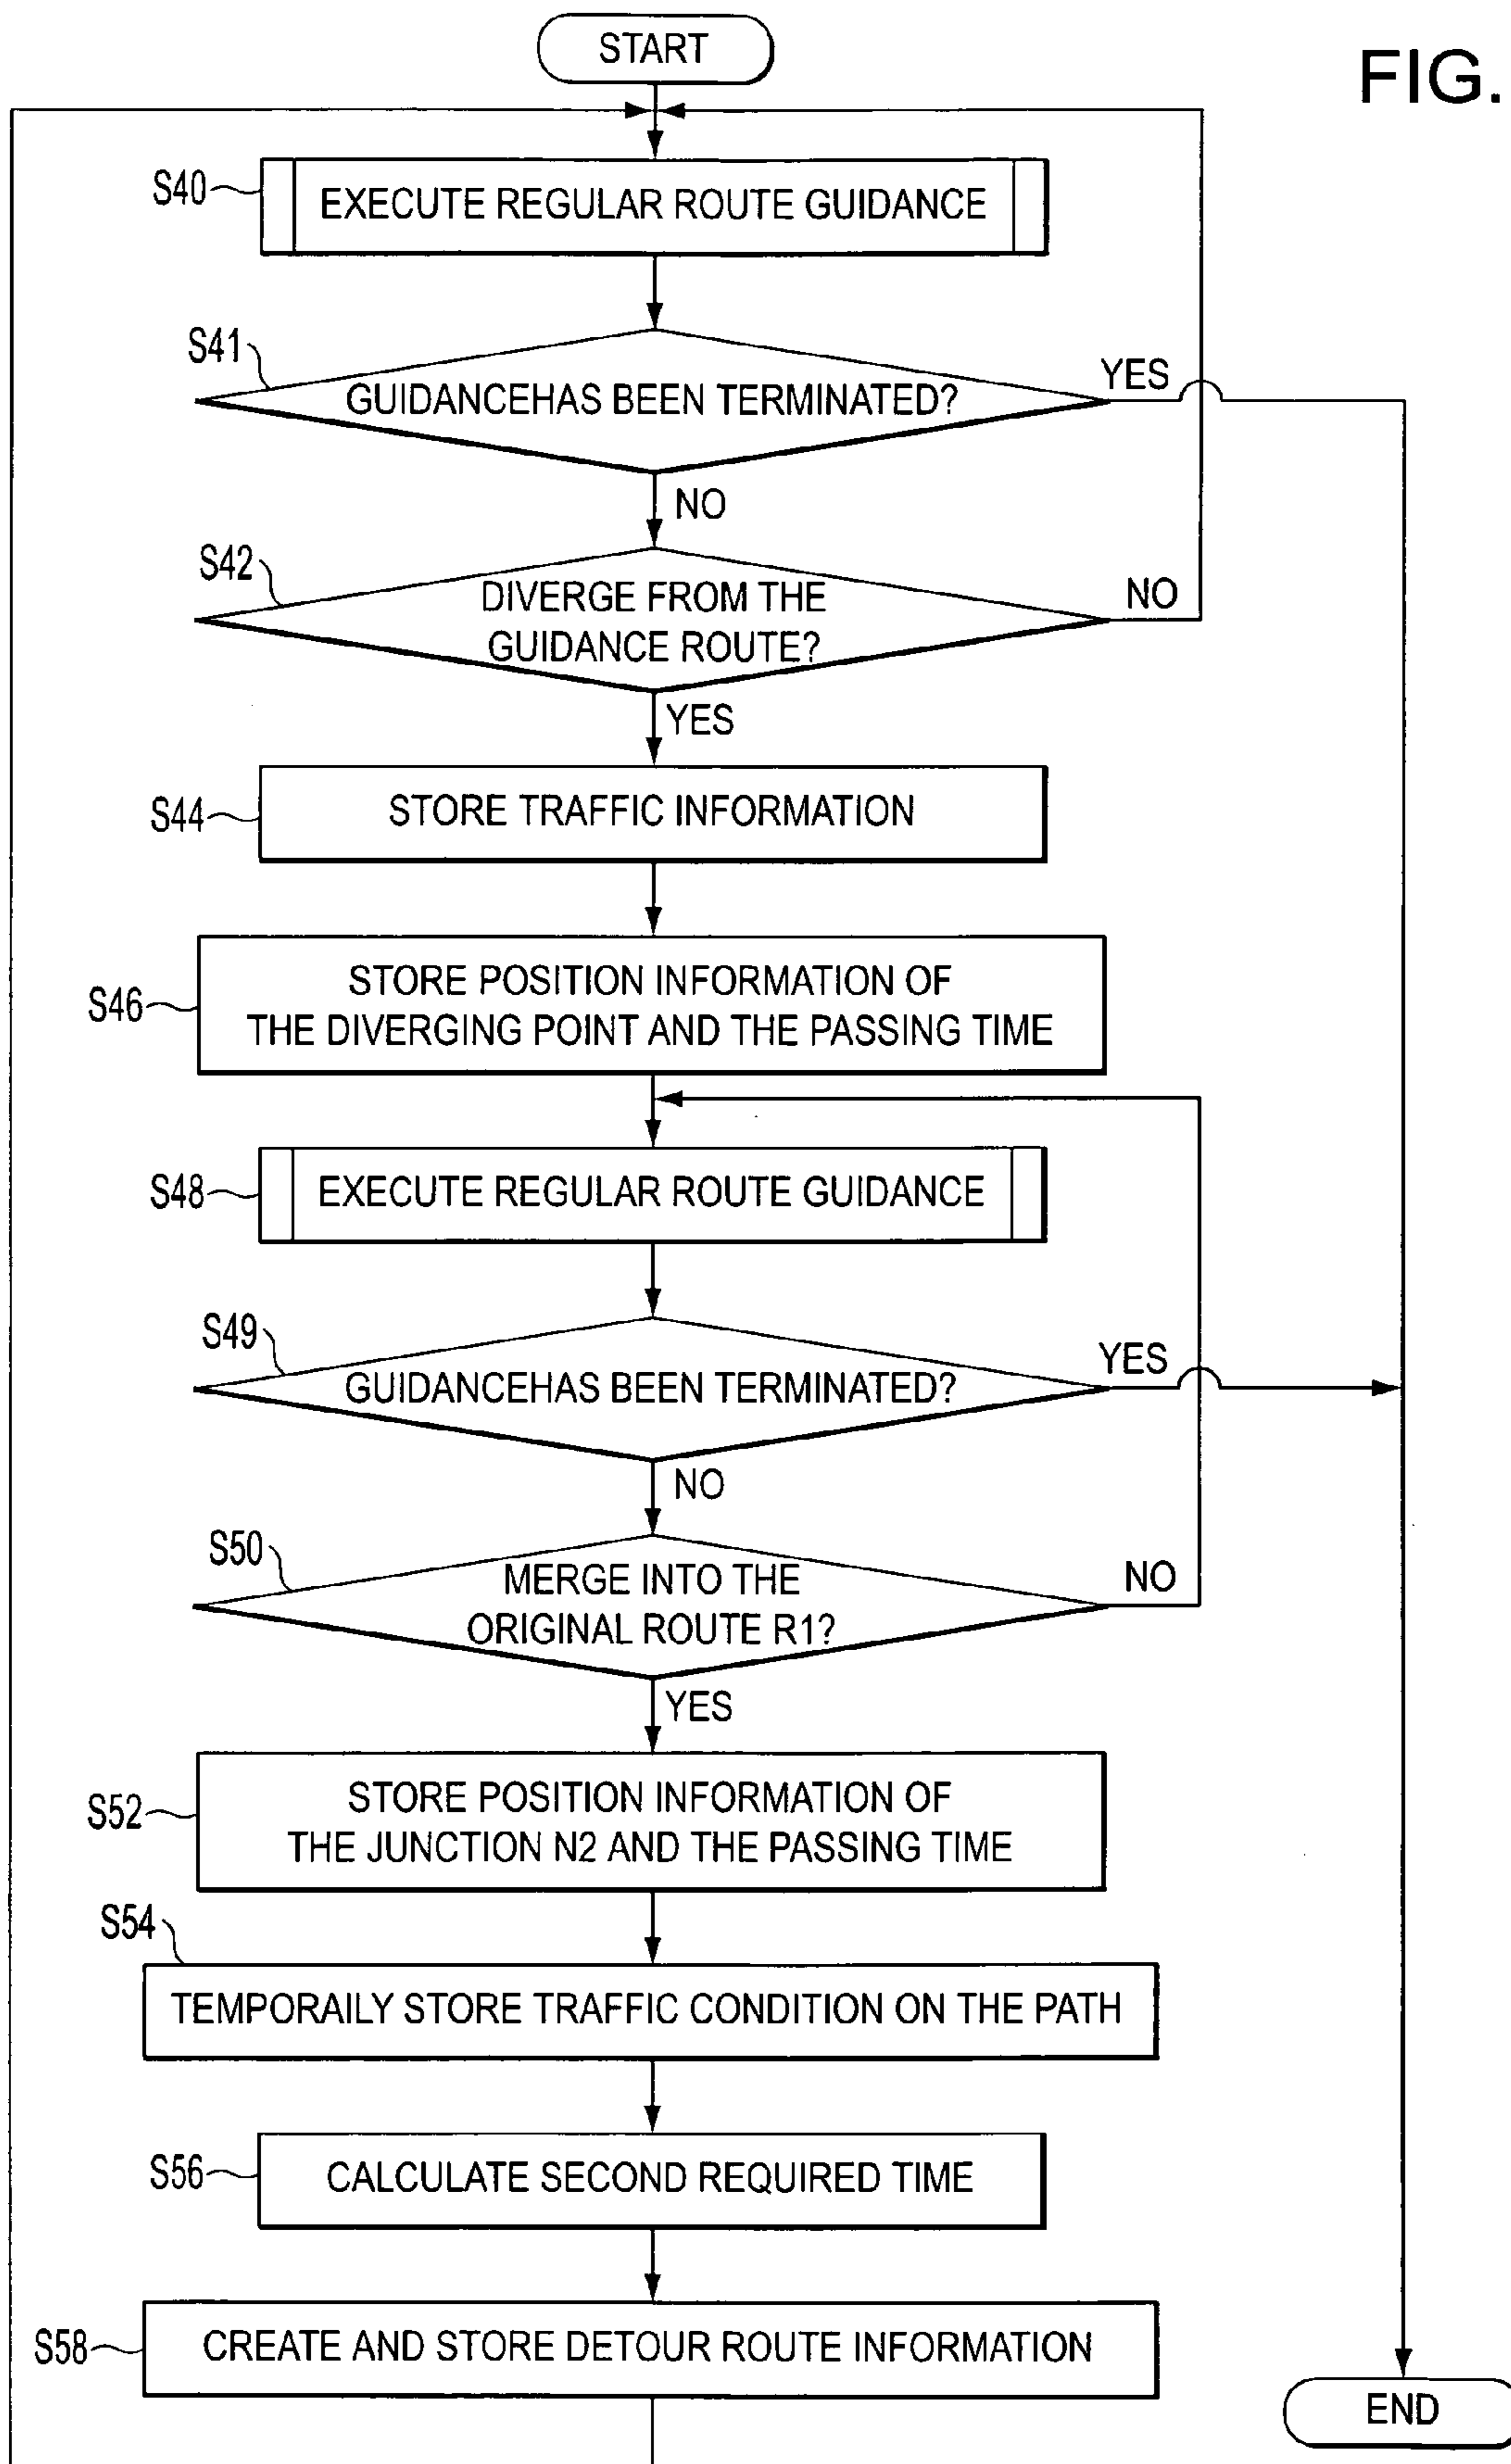 START
FIG.
S40
EXECUTE REGULAR ROUTE GUIDANCE
S41
GUIDANCEHAS BEEN TERMINATED?
YES
NO
S42
DIVERGE FROM THE
GUIDANCE ROUTE?
NO
YES
S44
STORE TRAFFIC INFORMATION
S46
STORE POSITION INFORMATION OF
THE DIVERGING POINT AND THE PASSING TIME
S48
EXECUTE REGULAR ROUTE GUIDANCE
S49
GUIDANCEHAS BEEN TERMINATED?
YES
NO
S50
MERGE INTO THE
ORIGINAL ROUTE R1?
NO
YES
S52
STORE POSITION INFORMATION OF
THE JUNCTION N2 AND THE PASSING TIME
S54
TEMPORAILY STORE TRAFFIC CONDITION ON THE PATH
S56
CALCULATE SECOND REQUIRED TIME
S58
CREATE AND STORE DETOUR ROUTE INFORMATION
END